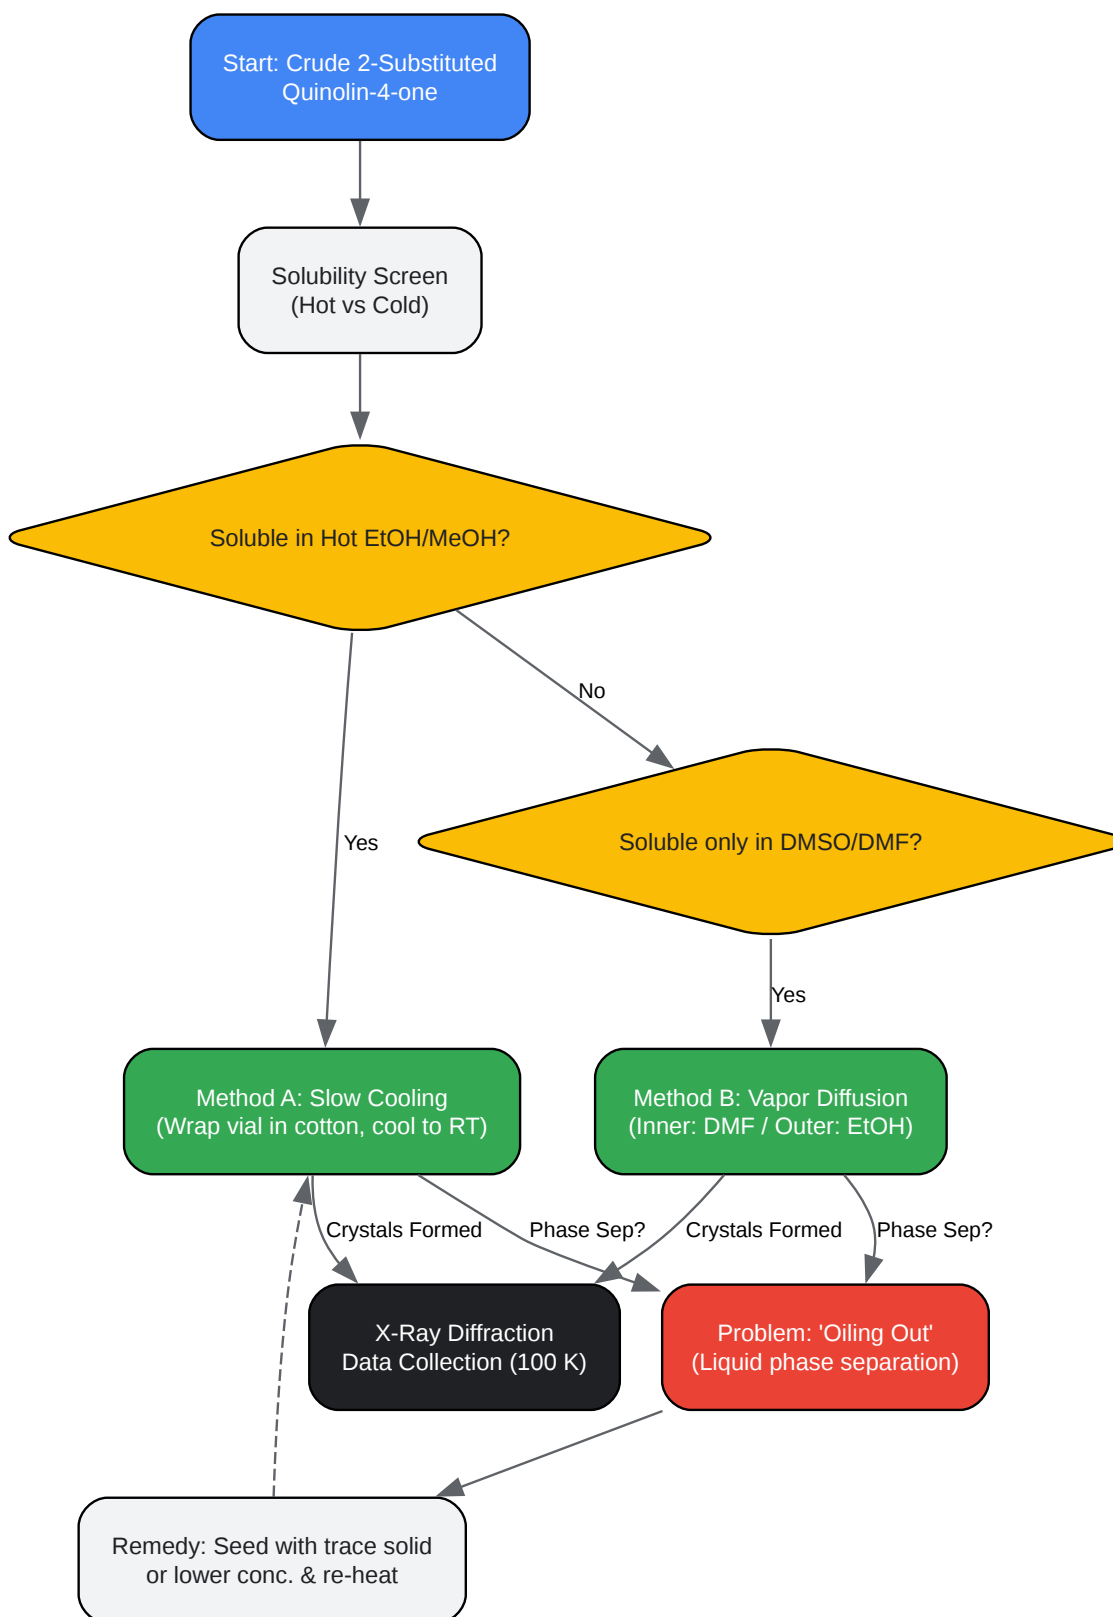 Start: Crude 2-Substituted
Quinolin-4-one
Solubility Screen
(Hot vs Cold)
Soluble in Hot EtOH/MeOH?
No
Soluble only in DMSO/DMF?
Yes
Yes
Method A: Slow Cooling
(Wrap vial in cotton, cool to RT)
Method B: Vapor Diffusion
(Inner: DMF / Outer: EtOH)
Crystals Formed
Phase Sep?
Crystals Formed
Phase Sep?
X-Ray Diffraction
Data Collection (100 K)
Problem: 'Oiling Out'
(Liquid phase separation)
Remedy: Seed with trace solid
or lower conc. & re-heat